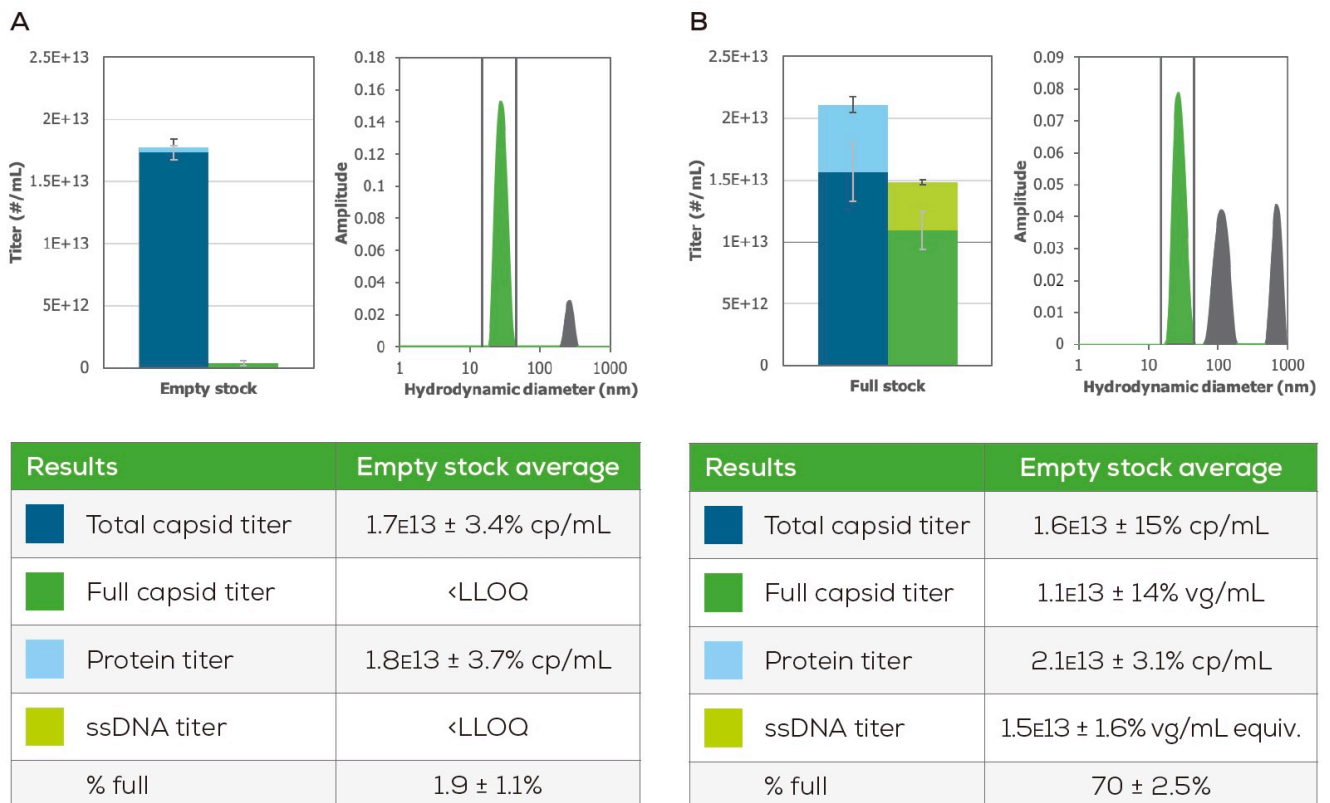 A
Titer (#/mL)
2.5E+13
2E+13
1.5E+13
1E+13
5E+12
0
Empty stock
Amplitude
0.18
0.16
0.14
0.12
0.1
0.08
0.06
0.04
0.02
0
1 10 100 1000
Hydrodynamic diameter (nm)
B
Titer (#/mL)
2.5E+13
2E+13
1.5E+13
1E+13
5E+12
0
Full stock
Amplitude
0.09
0.08
0.07
0.06
0.05
0.04
0.03
0.02
0.01
0
1 10 100 1000
Hydrodynamic diameter (nm)
Results Empty stock average
Total capsid titer 1.7E13 ± 3.4% cp/mL
Full capsid titer <LLOQ
Protein titer 1.8E13 ± 3.7% cp/mL
ssDNA titer <LLOQ
% full 1.9 ± 1.1%
Results Empty stock average
Total capsid titer 1.6E13 ± 15% cp/mL
Full capsid titer 1.1E13 ± 14% vg/mL
Protein titer 2.1E13 ± 3.1% cp/mL
ssDNA titer 1.5E13 ± 1.6% vg/mL equiv.
% full 70 ± 2.5%